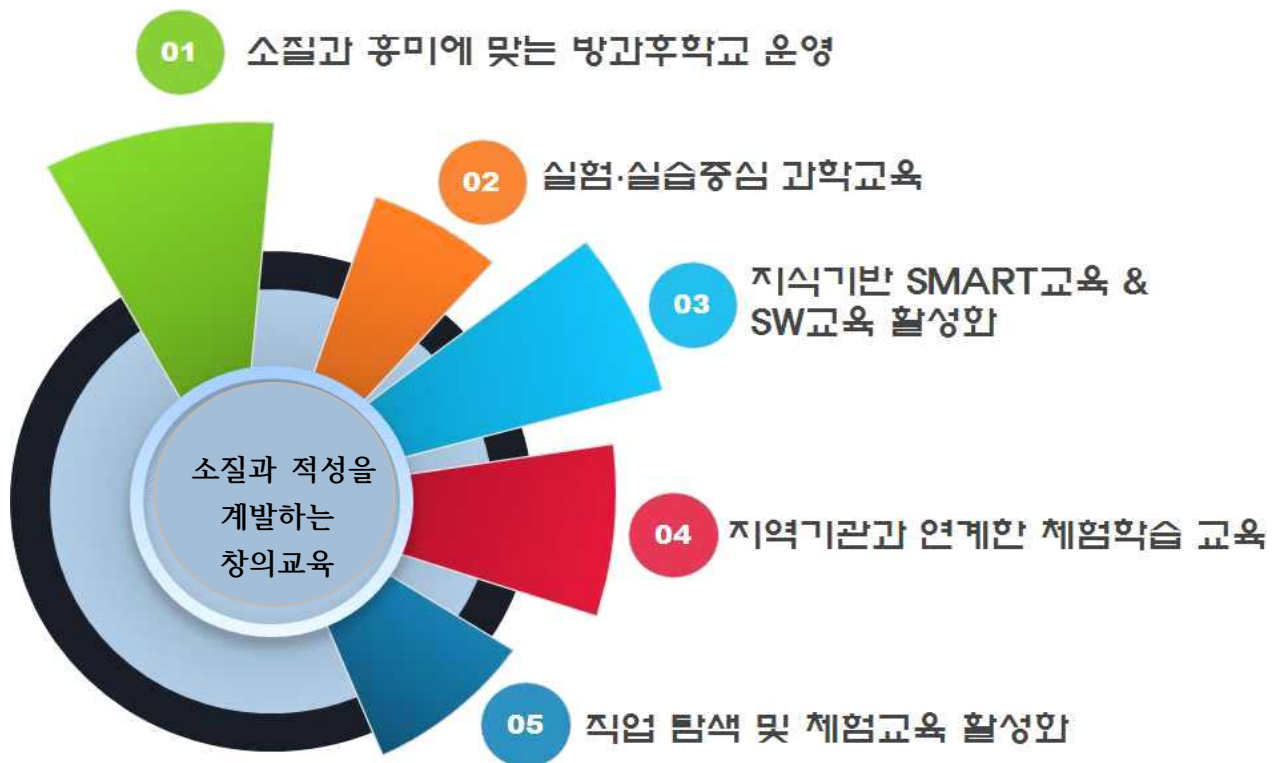 01 소질과 흥미에 맞는 방과후학교 운영
02 실험·실습중심 과학교육
03 지식기반 SMART교육 &
SW교육 활성화
소질과 적성을
계발하는
창의교육
04 지역기관과 연계한 체험학습 교육
05 직업 탐색 및 체험교육 활성화